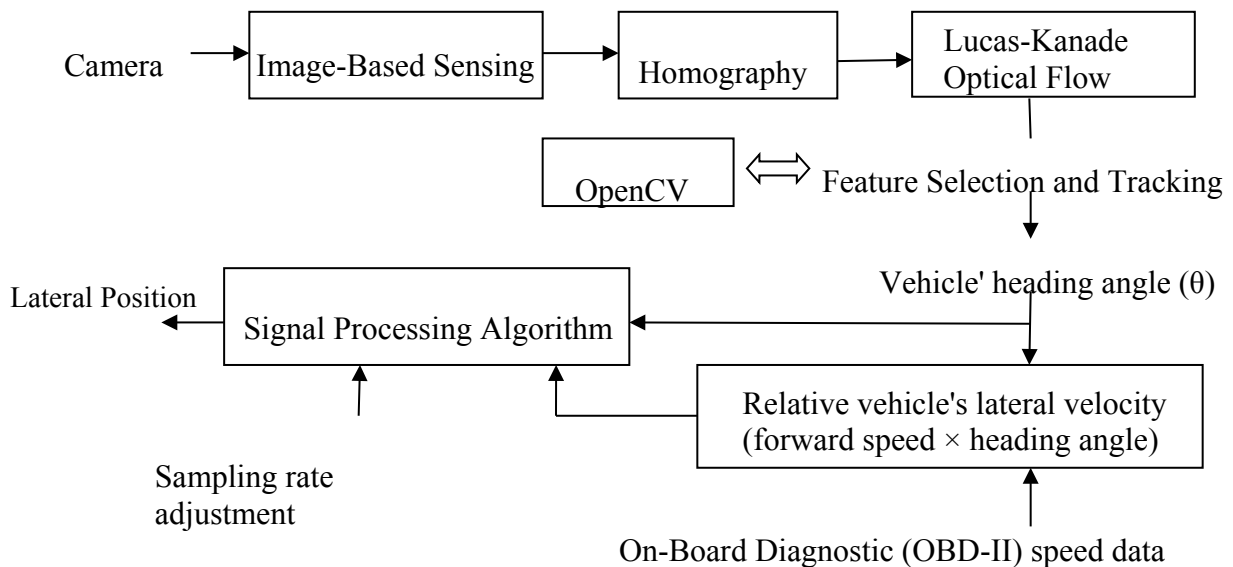 Camera
Image-Based Sensing
Homography
Lucas-Kanade
Optical Flow
OpenCV
Feature Selection and Tracking
Vehicle' heading angle (θ)
Lateral Position
Signal Processing Algorithm
Relative vehicle's lateral velocity
(forward speed × heading angle)
Sampling rate
adjustment
On-Board Diagnostic (OBD-II) speed data